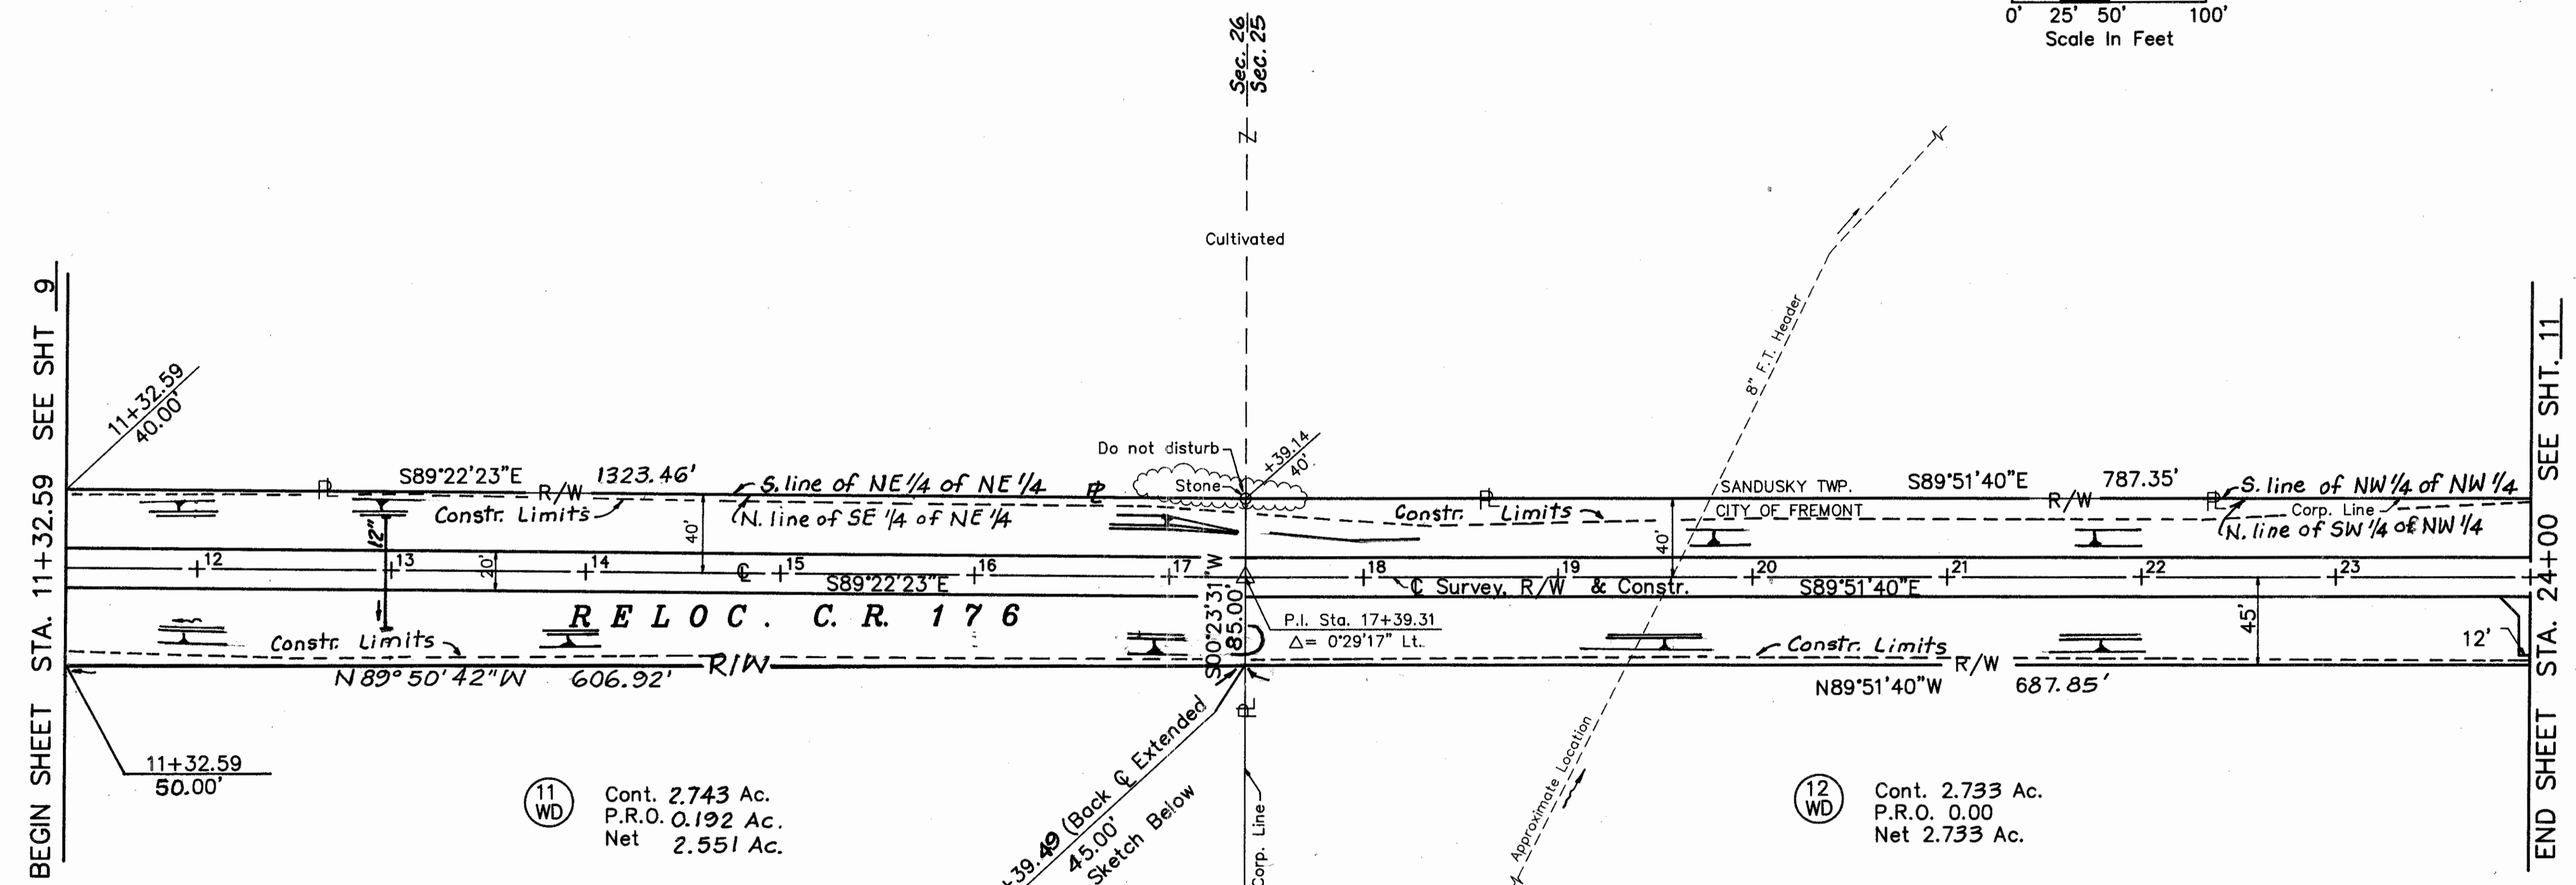 0' 25' 50' 100'
Scale In Feet
Sec. 26
Sec. 25
Cultivated
BEGIN SHEET STA. 11+32.59 SEE SHT 9
11+32.59
40.00'
S89°22'23"E
R/W
1323.46'
S. line of NE 1/4 of NE 1/4
N. line of SE 1/4 of NE 1/4
Constr. Limits
12"
40'
20'
Do not disturb
Stone
+39.14
40'
8" F.T. Header
Constr. Limits
SANDUSKY TWP.
CITY OF FREMONT
S89°51'40"E
R/W
787.35'
Corp. Line
S. line of NW 1/4 of NW 1/4
N. line of SW 1/4 of NW 1/4
40'
12 13 14 15 16 17 18 19 20 21 22 23
S89°22'23"E
℄ Survey, R/W & Constr.
S89°51'40"E
RELOC. C.R. 176
S00°23'31"W
85.00'
P.I. Sta. 17+39.31
Δ= 0°29'17" Lt.
45'
12'
Constr. Limits
R/W
N89°50'42"W 606.92'
Constr. Limits
R/W
N89°51'40"W 687.85'
11+32.59
50.00'
11
WD
Cont. 2.743 Ac.
P.R.O. 0.192 Ac.
Net 2.551 Ac.
+39.49 (Back ℄ Extended
45.00'
Sketch Below
Corp. Line
Approximate Location
12
WD
Cont. 2.733 Ac.
P.R.O. 0.00
Net 2.733 Ac.
END SHEET STA. 24+00 SEE SHT. 11